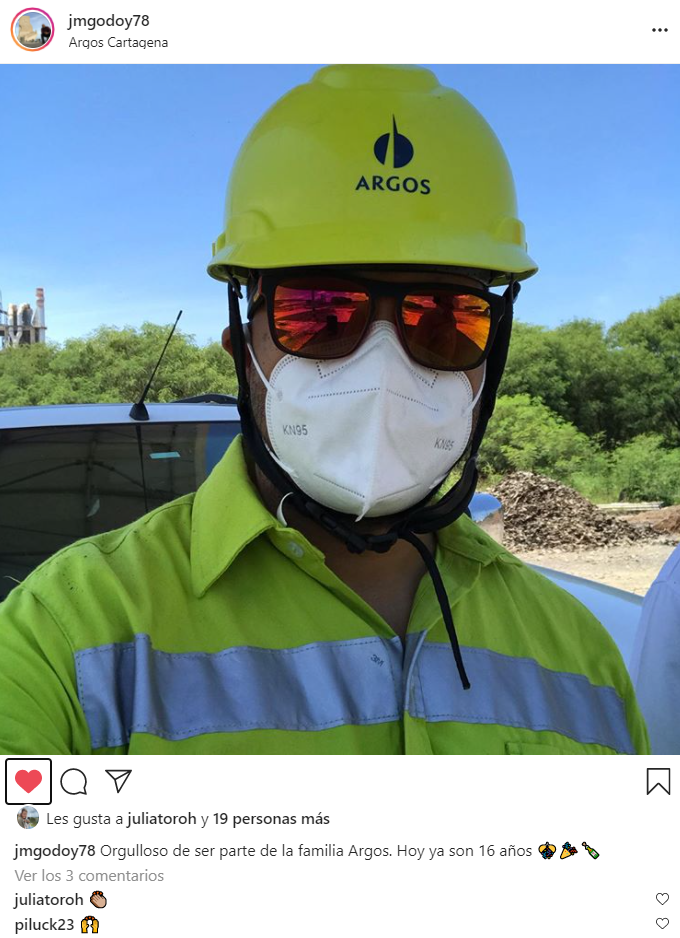 jmgodoy78
Argos Cartagena
ARGOS
KN95
KN95
3M
Les gusta a juliatoroh y 19 personas más
jmgodoy78 Orgulloso de ser parte de la familia Argos. Hoy ya son 16 años
Ver los 3 comentarios
juliatoroh
piluck23